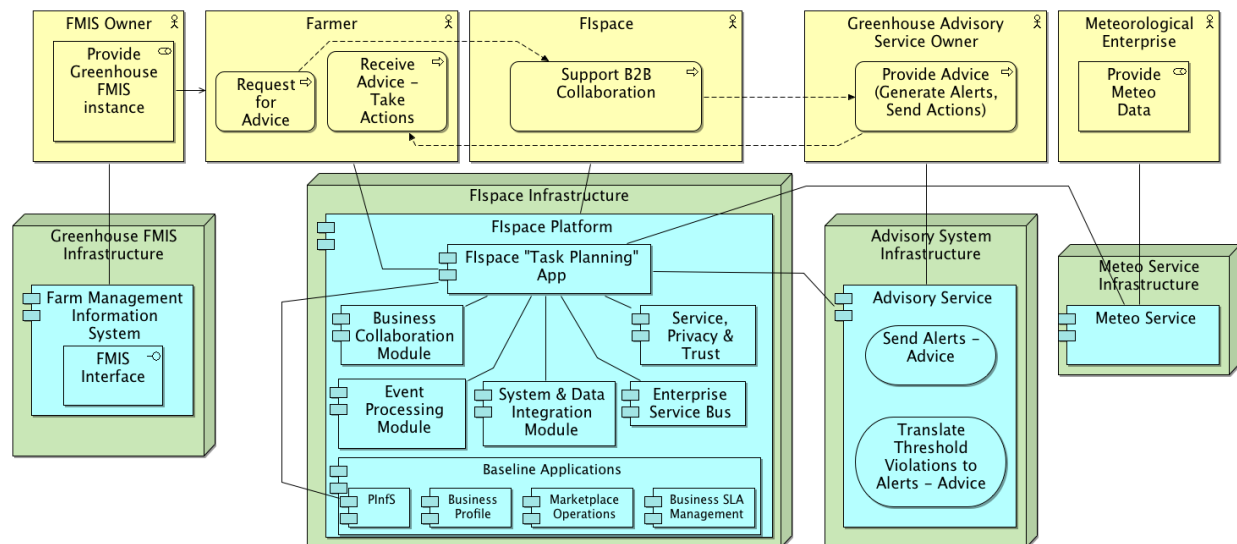 FMIS Owner
Provide
Greenhouse
FMIS
instance
Farmer
Request
for
Advice
Receive
Advice –
Take
Actions
FIspace
Support B2B
Collaboration
Greenhouse Advisory
Service Owner
Provide Advice
(Generate Alerts,
Send Actions)
Meteorological
Enterprise
Provide
Meteo
Data
Greenhouse FMIS
Infrastructure
Farm Management
Information
System
FMIS
Interface
FIspace Infrastructure
FIspace Platform
FIspace "Task Planning"
App
Business
Collaboration
Module
Service,
Privacy &
Trust
Event
Processing
Module
System & Data
Integration
Module
Enterprise
Service Bus
Baseline Applications
PInfS
Business
Profile
Marketplace
Operations
Business SLA
Management
Advisory System
Infrastructure
Advisory Service
Send Alerts –
Advice
Translate
Threshold
Violations to
Alerts – Advice
Meteo Service
Infrastructure
Meteo Service